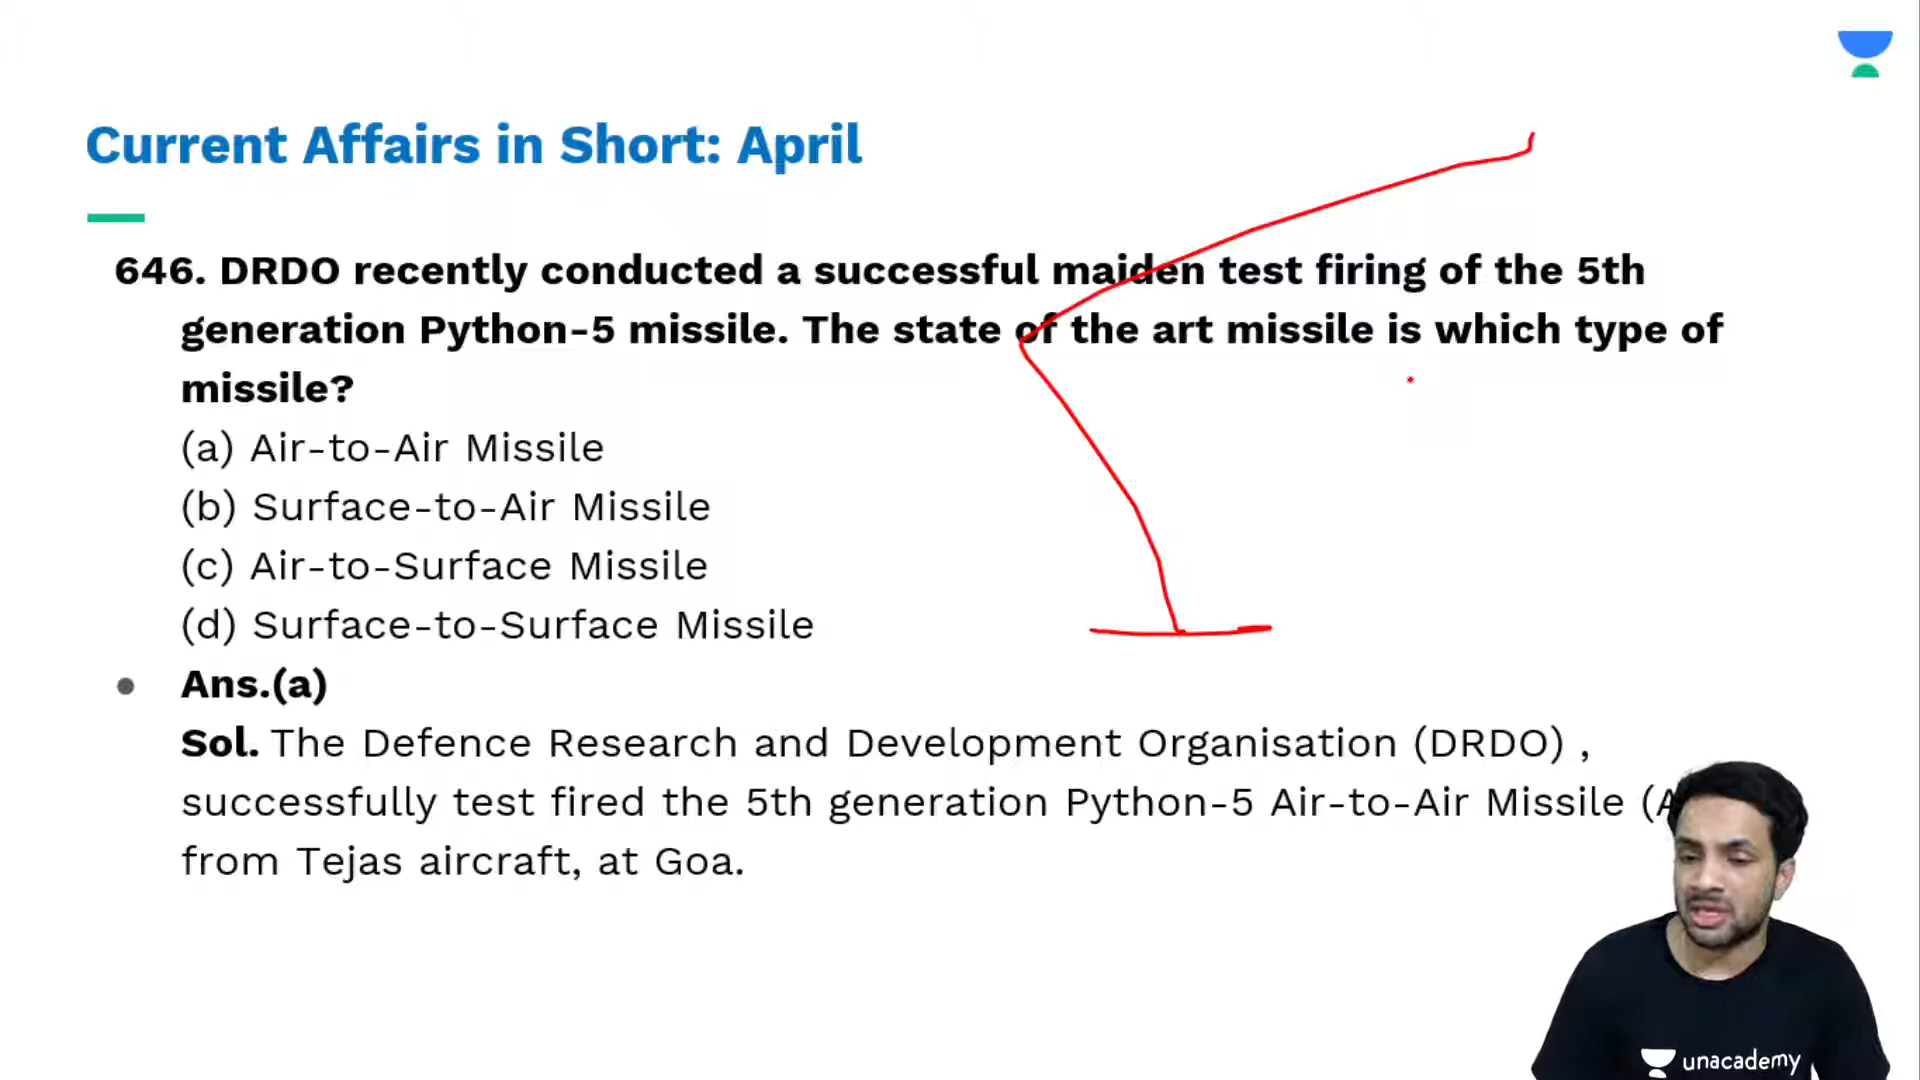 Current Affairs in Short: April
646. DRDO recently conducted a successful maiden test firing of the 5th
generation Python-5 missile. The state of the art missile is which type of
missile?
(a) Air-to-Air Missile
(b) Surface-to-Air Missile
(c) Air-to-Surface Missile
(d) Surface-to-Surface Missile
Ans.(a)
Sol. The Defence Research and Development Organisation (DRDO) ,
successfully test fired the 5th generation Python-5 Air-to-Air Missile
from Tejas aircraft, at Goa.
unacademy